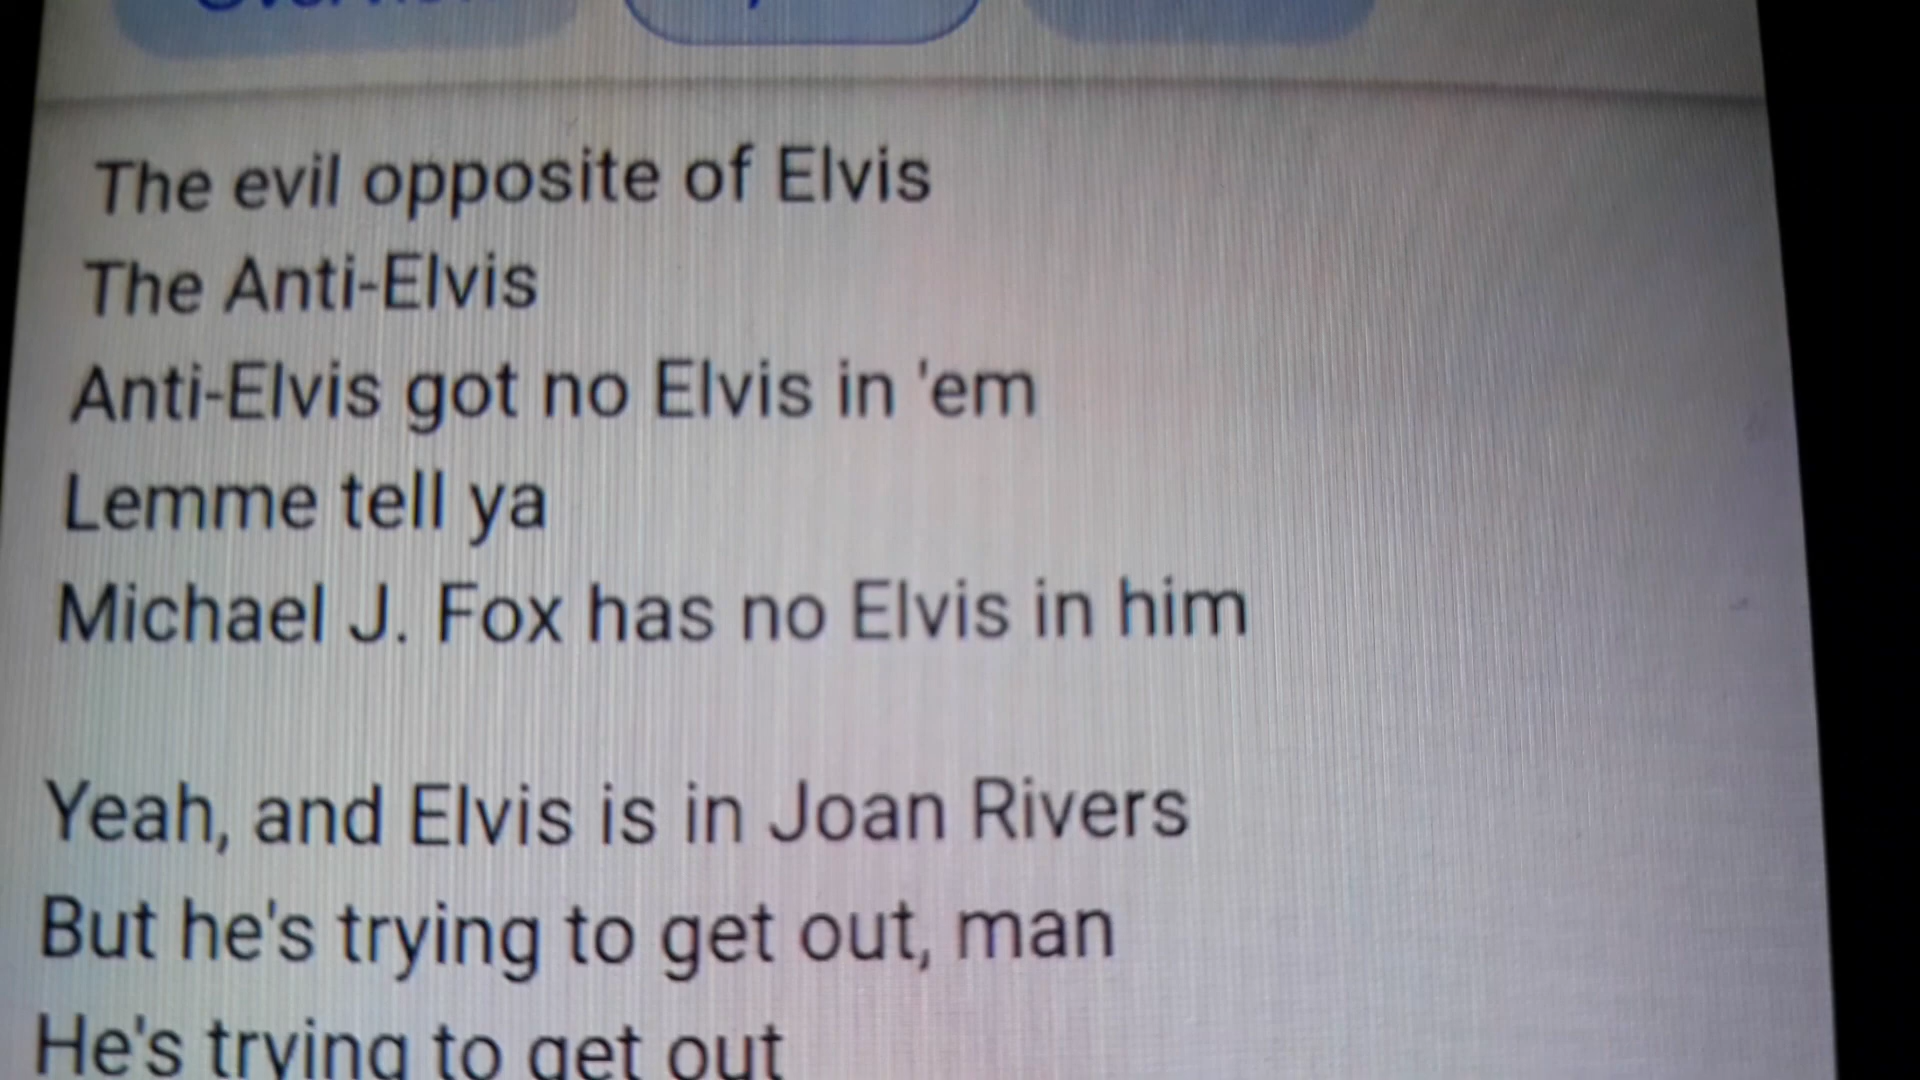 The evil opposite of Elvis
The Anti-Elvis
Anti-Elvis got no Elvis in 'em
Lemme tell ya
Michael J. Fox has no Elvis in him
Yeah, and Elvis is in Joan Rivers
But he's trying to get out, man
He's trying to get out